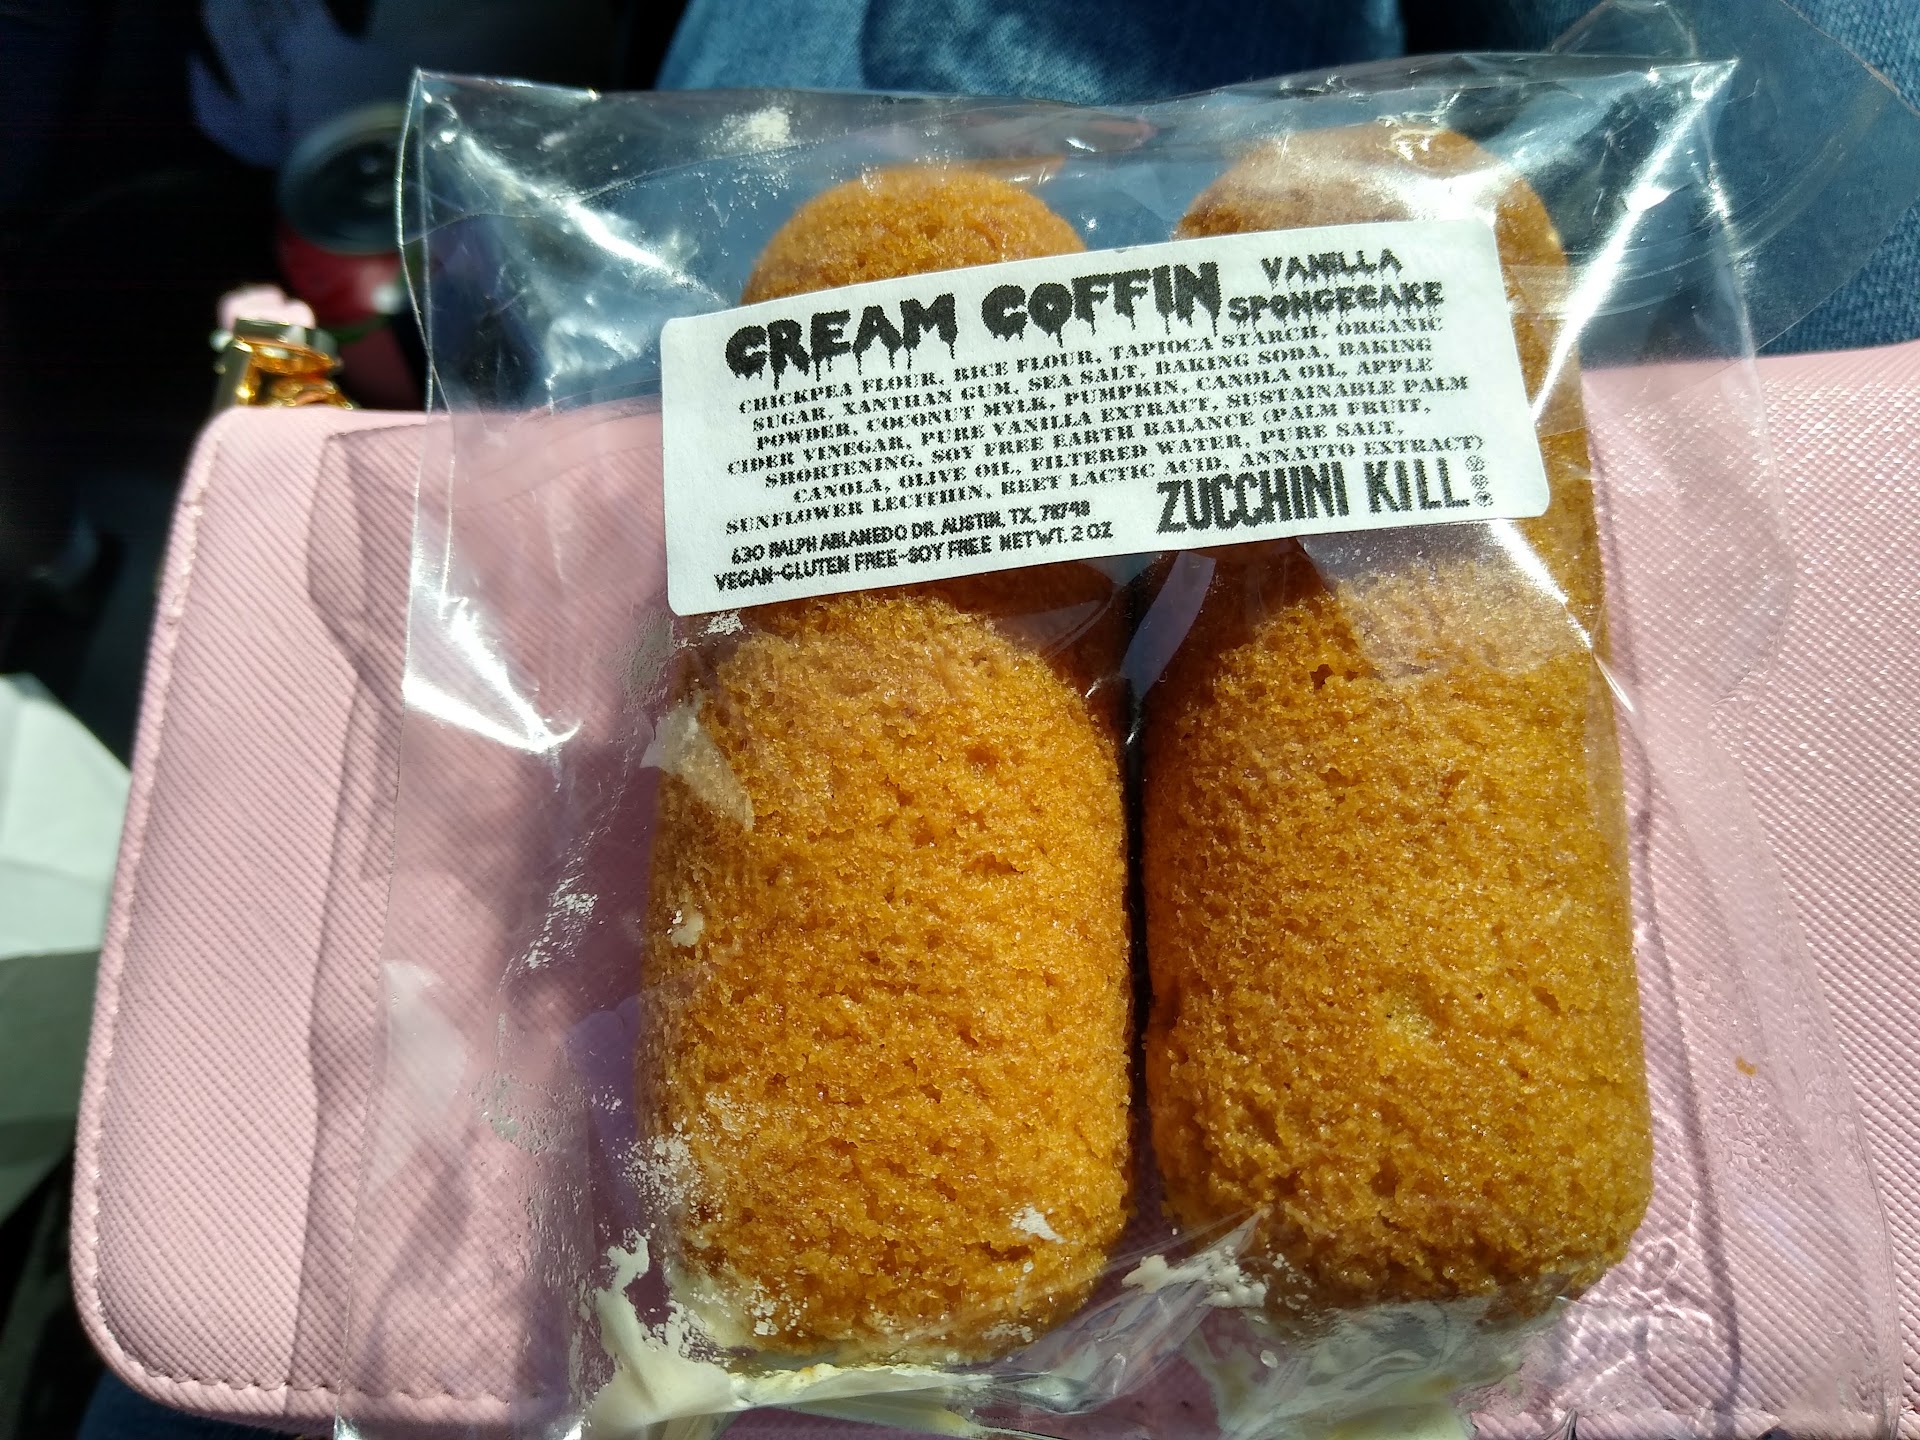 CREAM COFFIN VANILLA SPONGECAKE
CHICKPEA FLOUR, RICE FLOUR, TAPIOCA STARCH, ORGANIC
SUGAR, XANTHAN GUM, SEA SALT, BAKING SODA, BAKING
POWDER, COCONUT MYLK, PUMPKIN, CANOLA OIL, APPLE
CIDER VINEGAR, PURE VANILLA EXTRACT, SUSTAINABLE PALM
SHORTENING, SOY FREE EARTH BALANCE (PALM FRUIT,
CANOLA, OLIVE OIL, FILTERED WATER, PURE SALT,
SUNFLOWER LECITHIN, BEET LACTIC ACID, ANNATTO EXTRACT)
630 RALPH ABLANEDO DR. AUSTIN, TX, 78748
VEGAN-GLUTEN FREE-SOY FREE NETWT. 2 OZ
ZUCCHINI KILL